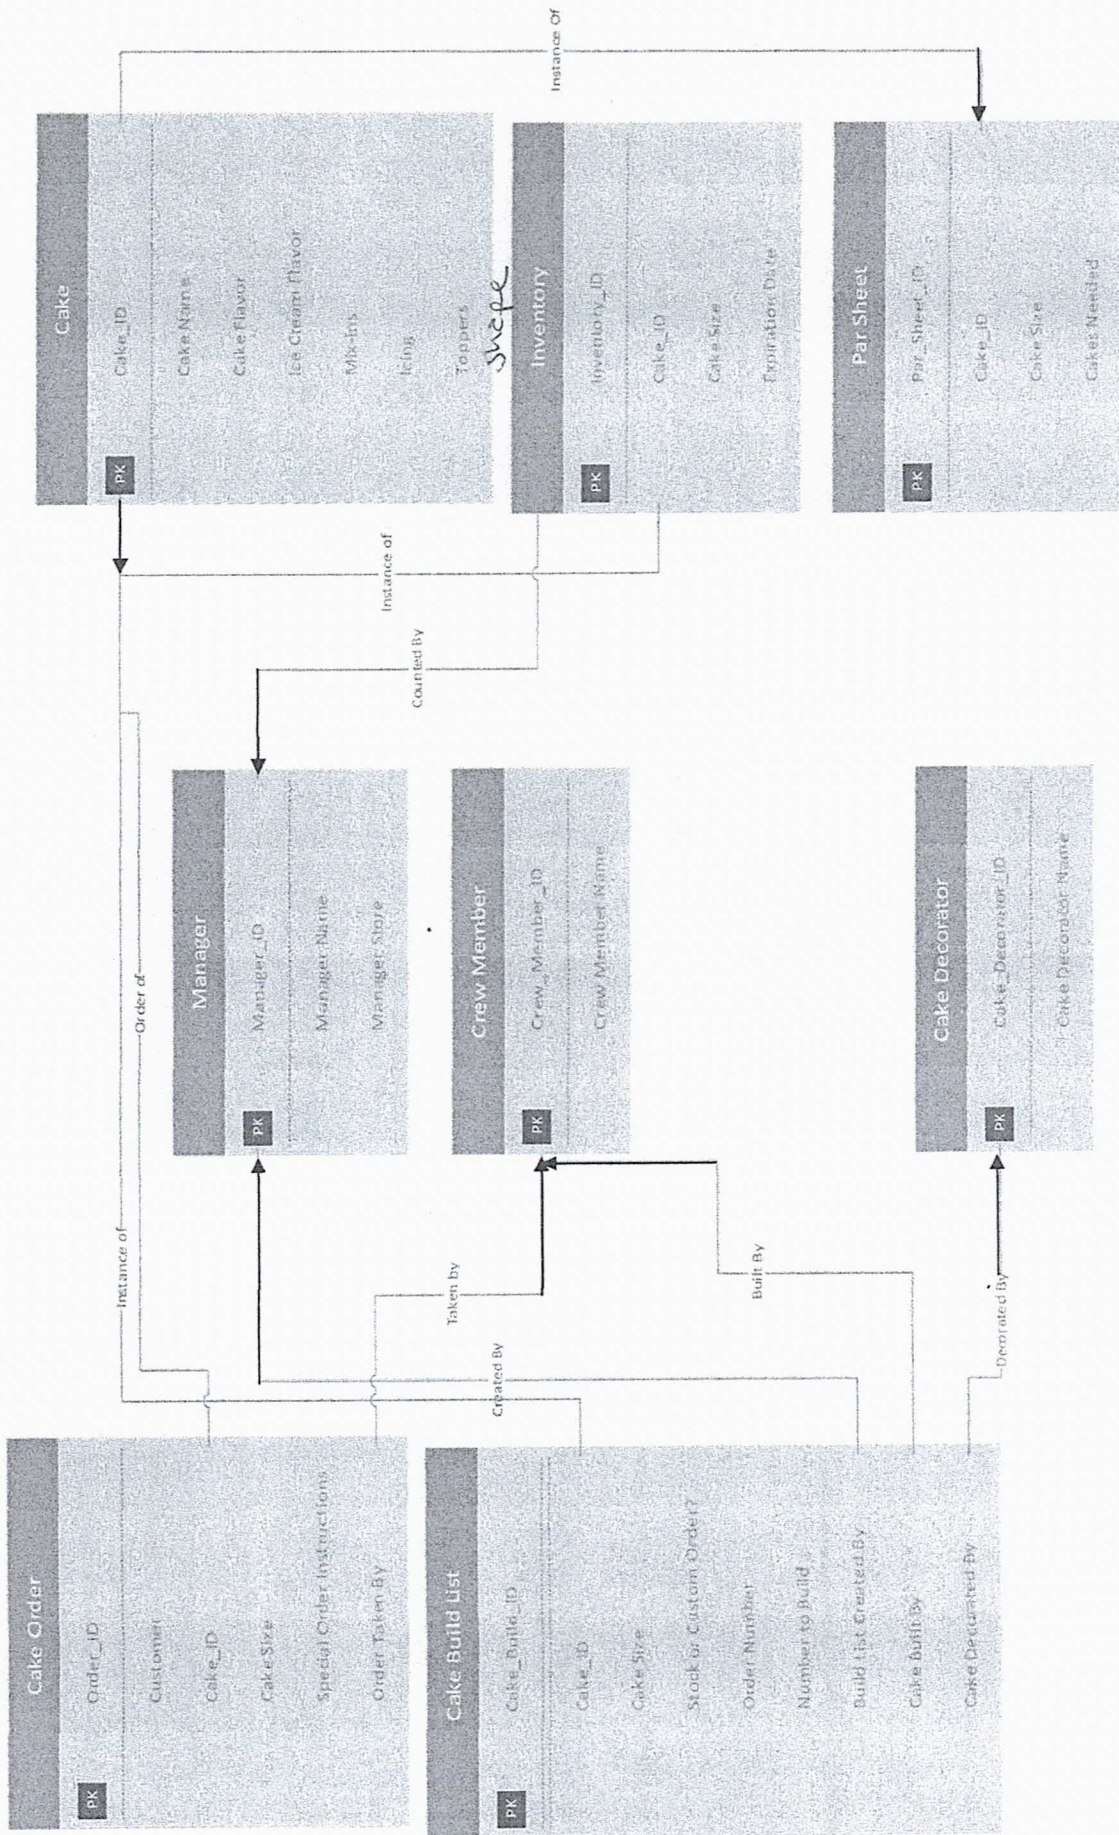 Cake Order
PK
Order_ID
Customer
Cake_ID
Cake Size
Special Order Instructions
Order Taken By
Cake Build List
PK
Cake_Build_ID
Cake_ID
Cake Size
Stock or Custom Order?
Order Number
Number to Build
Build List Created By
Cake Built By
Cake Decorated By
Instance of
Order of
Taken by
Created By
Built By
Decorated By
Manager
PK
Manager_ID
Manager Name
Manager Store
Crew Member
PK
Crew_Member_ID
Crew Member Name
Cake Decorator
PK
Cake_Decorator_ID
Cake Decorator Name
Counted By
Instance of
Cake
PK
Cake_ID
Cake Name
Cake Flavor
Ice Cream Flavor
Mix-Ins
Icing
Toppers
shape
Inventory
PK
Inventory_ID
Cake_ID
Cake Size
Expiration Date
Par Sheet
PK
Par_Sheet_ID
Cake_ID
Cake Size
Cakes Needed
Instance Of